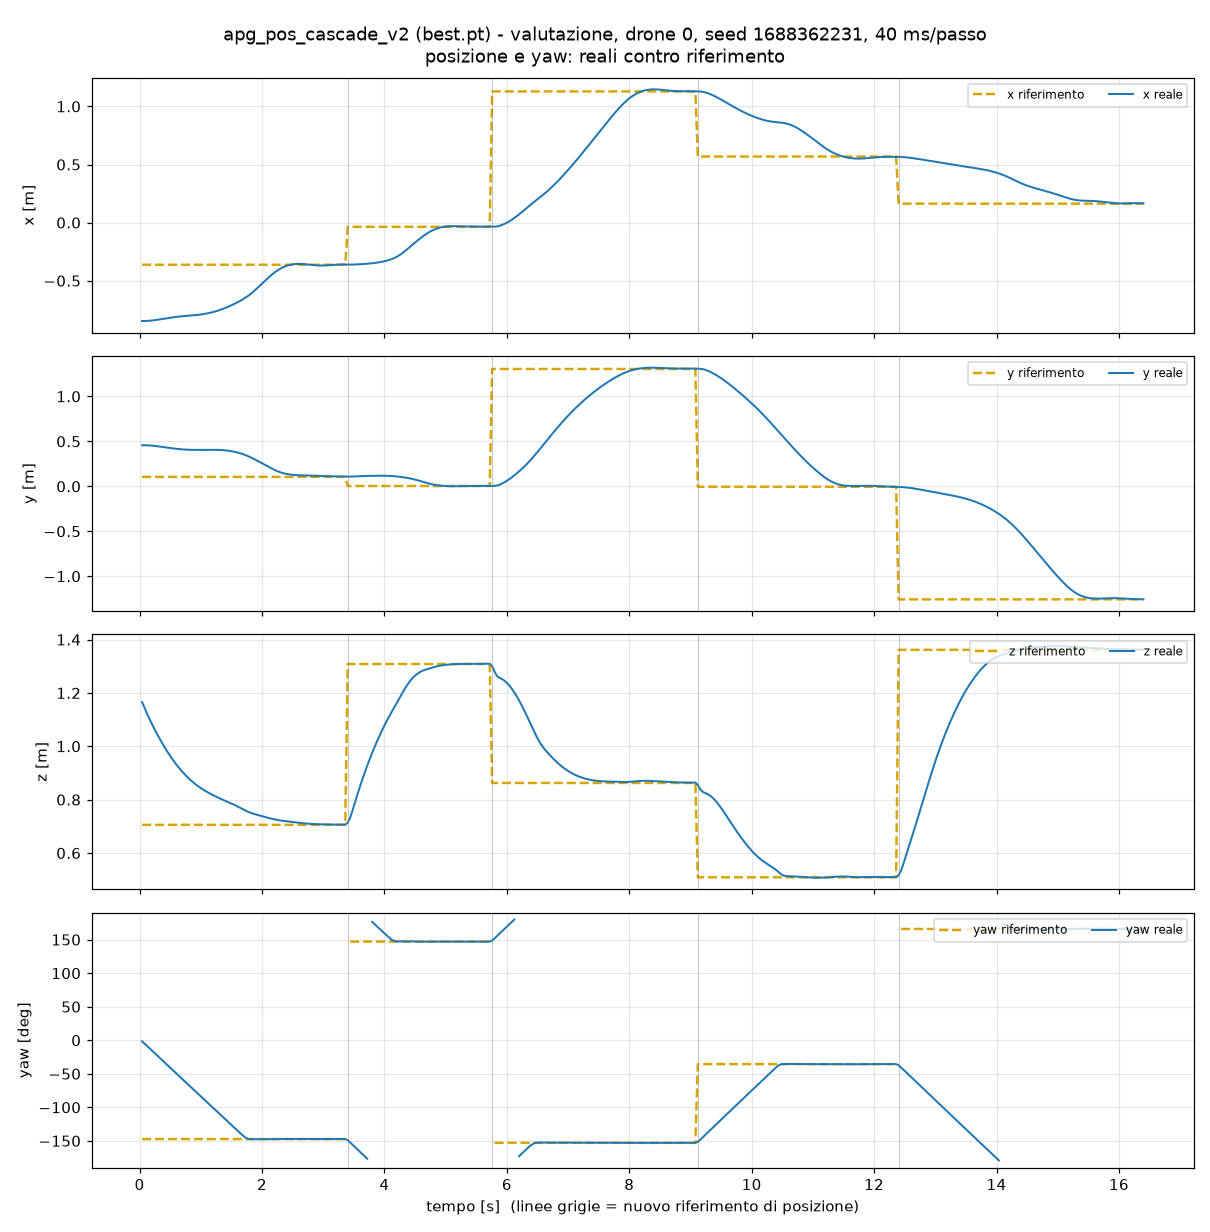 apg_pos_cascade_v2 (best.pt) - valutazione, drone 0, seed 1688362231, 40 ms/passo
posizione e yaw: reali contro riferimento
x riferimento x reale
1.0
0.5
0.0
−0.5
x [m]
y riferimento y reale
1.0
0.5
0.0
−0.5
−1.0
y [m]
z riferimento z reale
1.4
1.2
1.0
0.8
0.6
z [m]
yaw riferimento yaw reale
150
100
50
0
−50
−100
−150
yaw [deg]
0 2 4 6 8 10 12 14 16
tempo [s]  (linee grigie = nuovo riferimento di posizione)